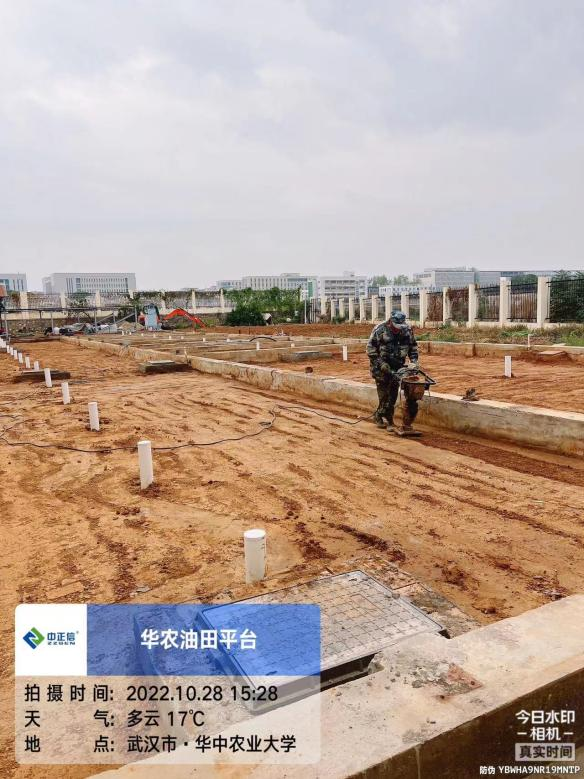 中正信®
ZZSHEN
华农油田平台
拍摄时间: 2022.10.28 15:28
天 气: 多云 17℃
地 点: 武汉市·华中农业大学
今日水印
-相机-
真实时间
防伪 YBWHA9NR19MNTP